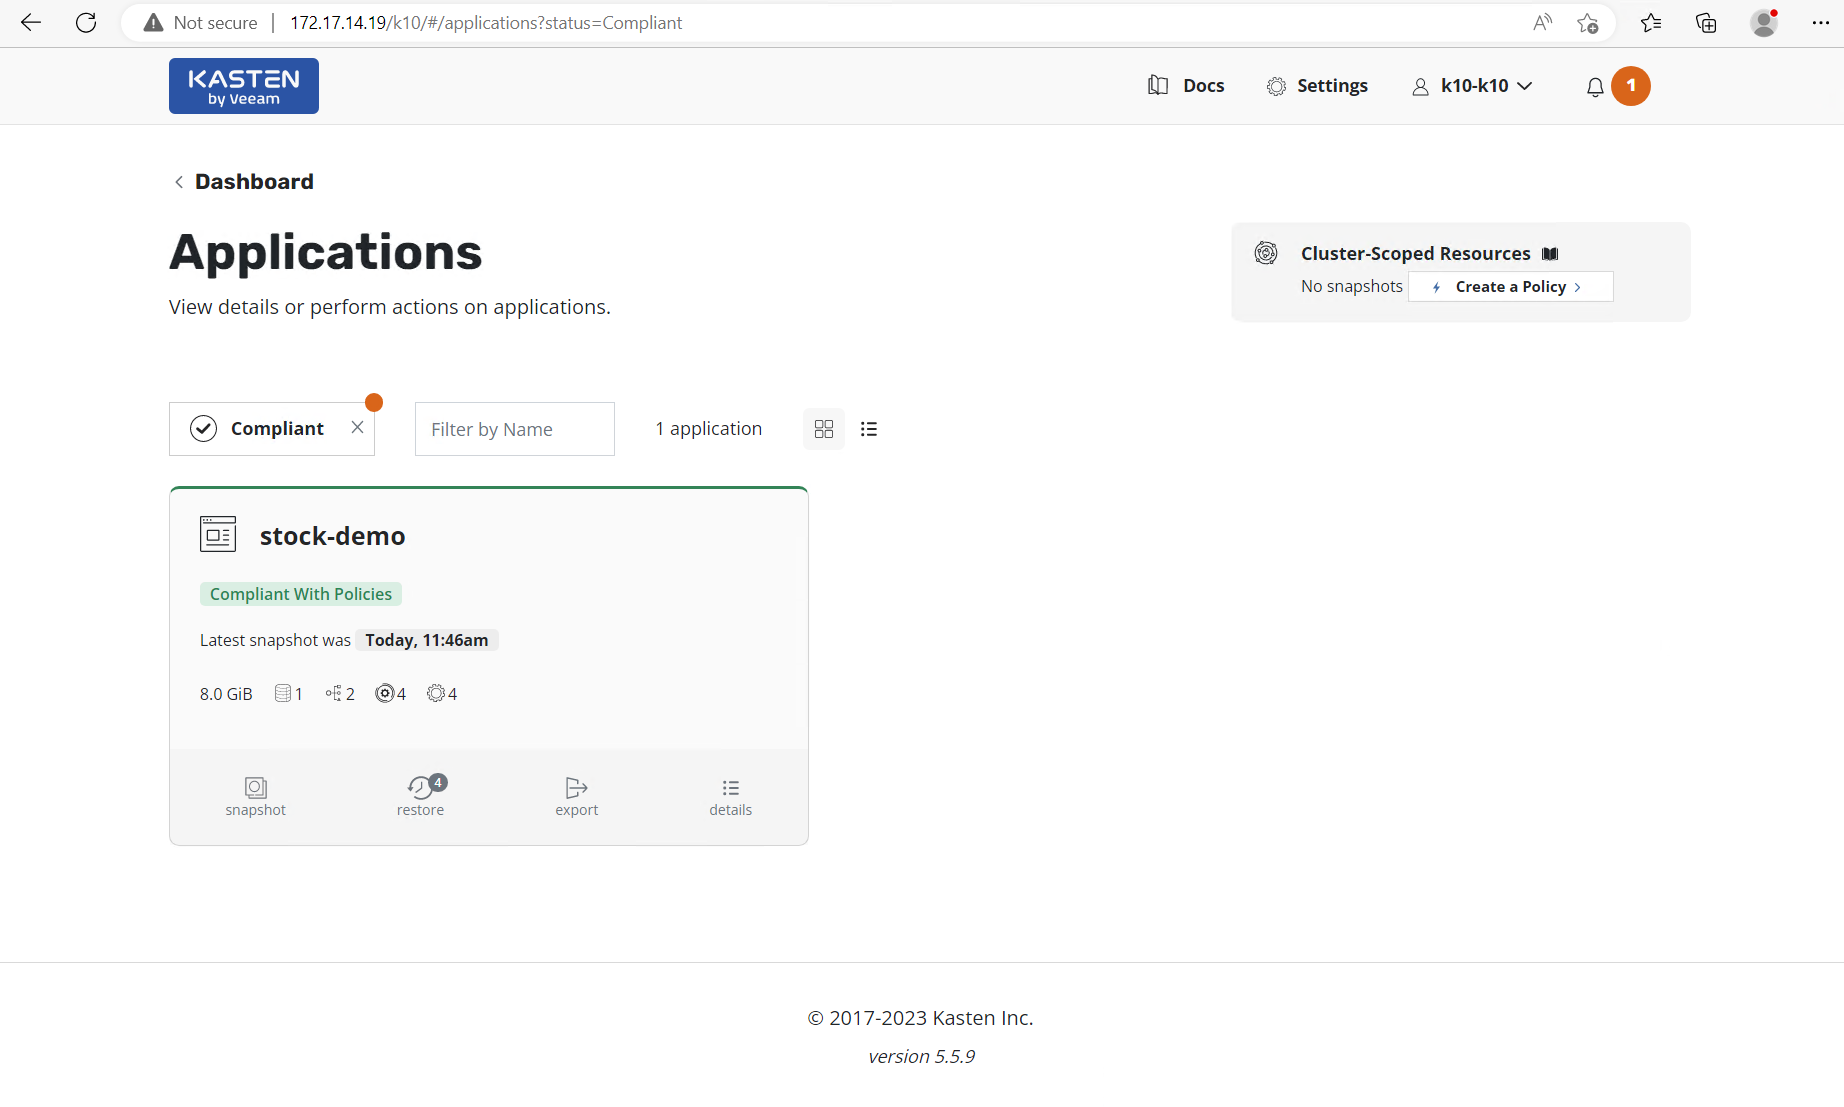 Not secure
172.17.14.19/k10/#/applications?status=Compliant
KASTEN
by Veeam
Docs
Settings
k10-k10
1
Dashboard
Applications
View details or perform actions on applications.
Cluster-Scoped Resources
No snapshots
Create a Policy
Compliant
Filter by Name
1 application
stock-demo
Compliant With Policies
Latest snapshot was Today, 11:46am
8.0 GiB 1 2 4 4
snapshot
4
restore
export
details
© 2017-2023 Kasten Inc.
version 5.5.9